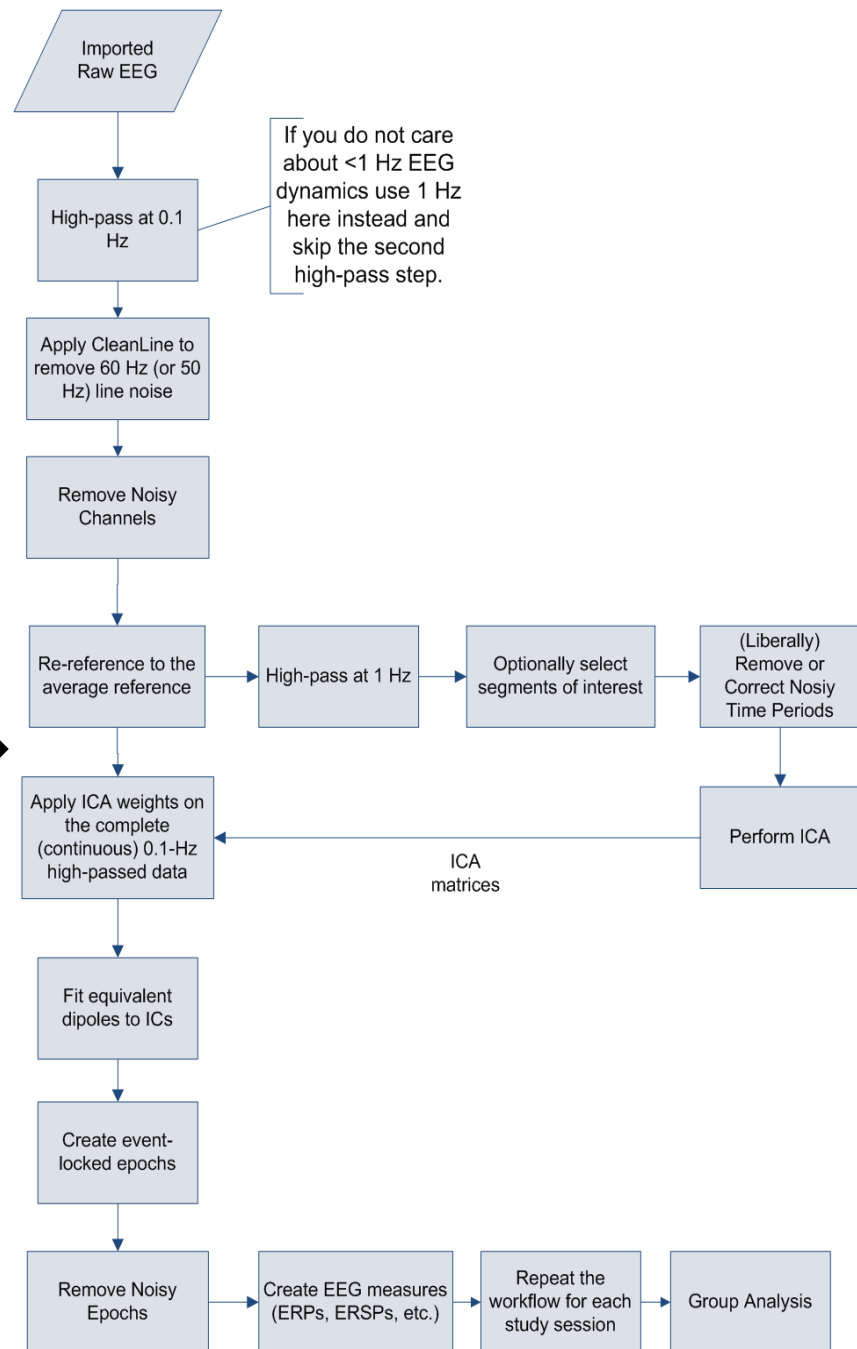 Imported
Raw EEG
If you do not care
about <1 Hz EEG
dynamics use 1 Hz
here instead and
skip the second
high-pass step.
High-pass at 0.1
Hz
Apply CleanLine to
remove 60 Hz (or 50
Hz) line noise
Remove Noisy
Channels
Re-reference to the
average reference
High-pass at 1 Hz
Optionally select
segments of interest
(Liberally)
Remove or
Correct Nosiy
Time Periods
Apply ICA weights on
the complete
(continuous) 0.1-Hz
high-passed data
ICA
matrices
Perform ICA
Fit equivalent
dipoles to ICs
Create event-
locked epochs
Remove Noisy
Epochs
Create EEG measures
(ERPs, ERSPs, etc.)
Repeat the
workflow for each
study session
Group Analysis